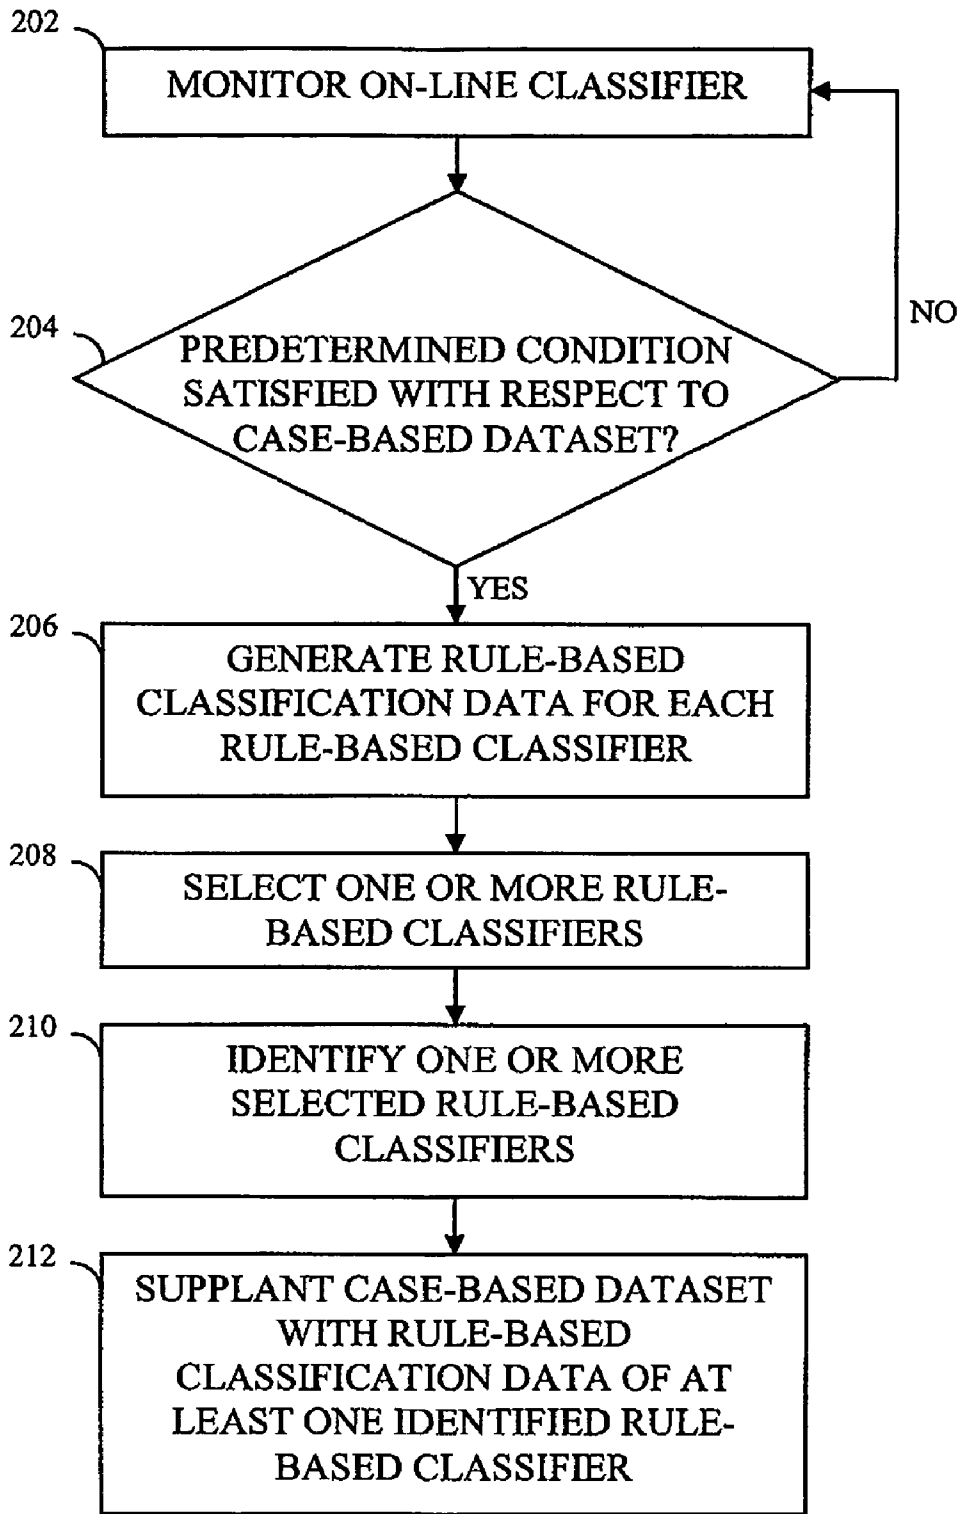 202
MONITOR ON-LINE CLASSIFIER
204
PREDETERMINED CONDITION
SATISFIED WITH RESPECT TO
CASE-BASED DATASET?
NO
YES
206
GENERATE RULE-BASED
CLASSIFICATION DATA FOR EACH
RULE-BASED CLASSIFIER
208
SELECT ONE OR MORE RULE-
BASED CLASSIFIERS
210
IDENTIFY ONE OR MORE
SELECTED RULE-BASED
CLASSIFIERS
212
SUPPLANT CASE-BASED DATASET
WITH RULE-BASED
CLASSIFICATION DATA OF AT
LEAST ONE IDENTIFIED RULE-
BASED CLASSIFIER